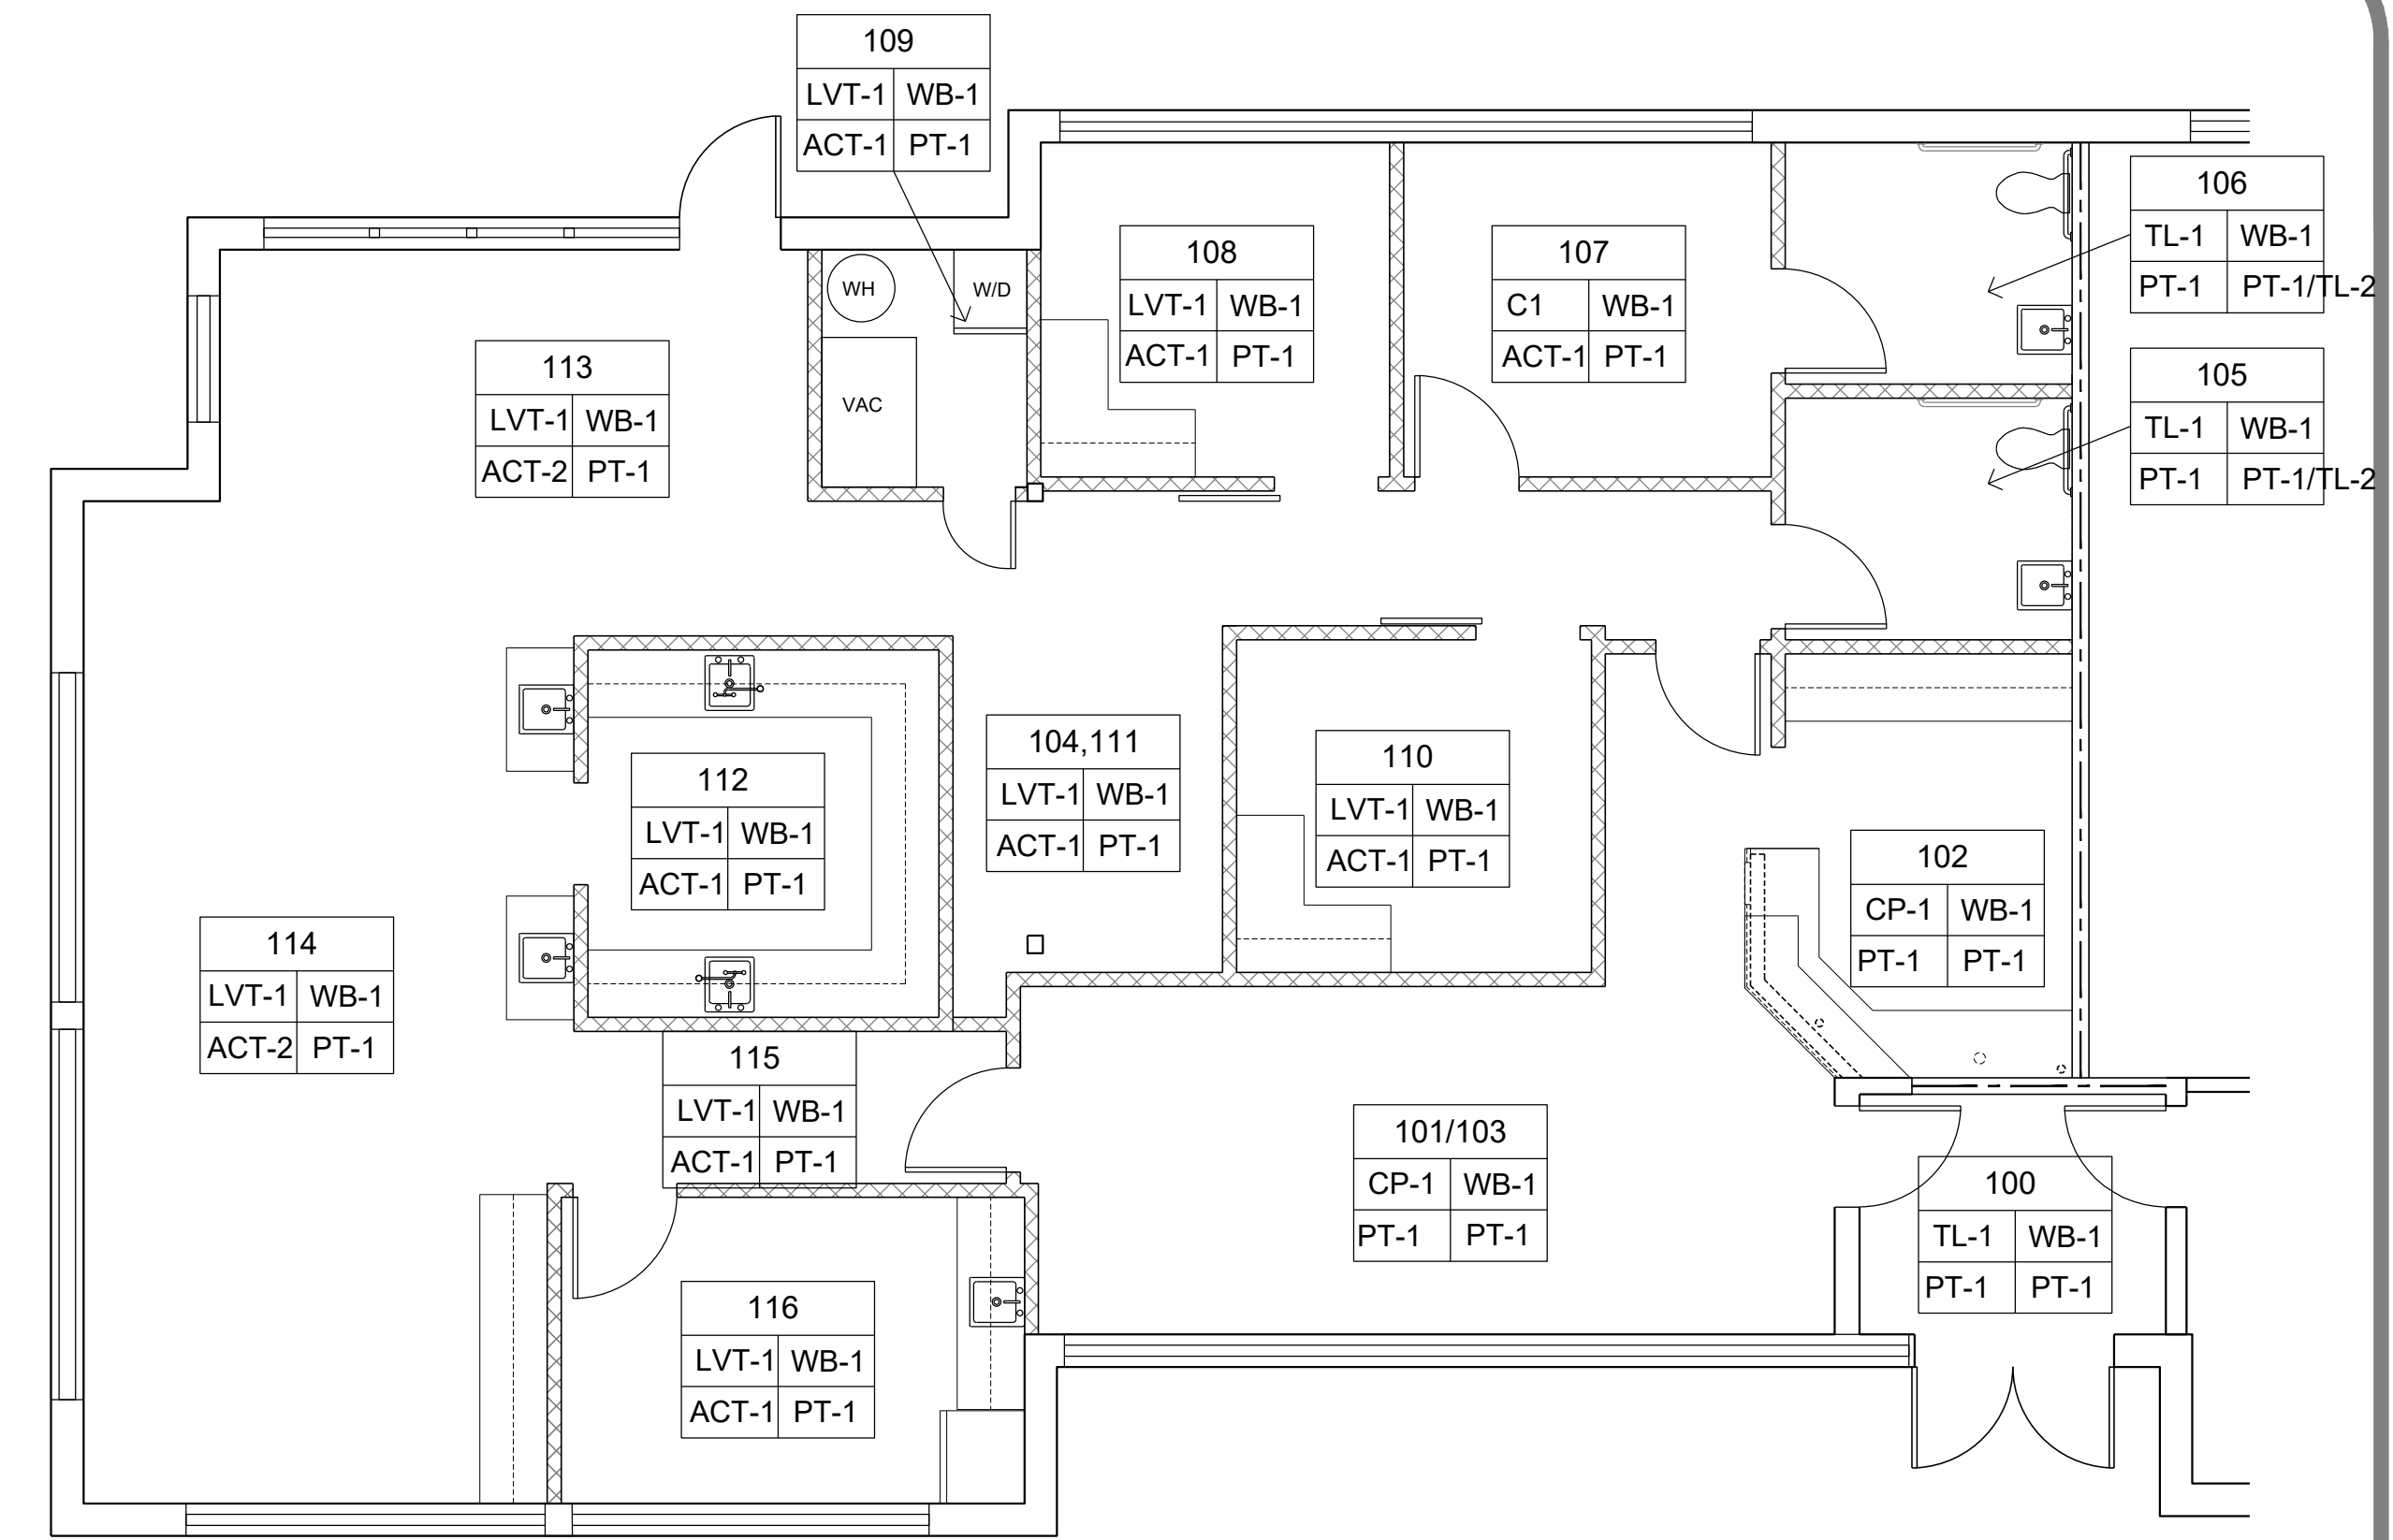 109
LVT-1 WB-1
ACT-1 PT-1
106
TL-1 WB-1
PT-1 PT-1/TL-2
108
LVT-1 WB-1
ACT-1 PT-1
107
C1 WB-1
ACT-1 PT-1
WH
W/D
VAC
113
LVT-1 WB-1
ACT-2 PT-1
105
TL-1 WB-1
PT-1 PT-1/TL-2
104,111
LVT-1 WB-1
ACT-1 PT-1
110
LVT-1 WB-1
ACT-1 PT-1
112
LVT-1 WB-1
ACT-1 PT-1
102
CP-1 WB-1
PT-1 PT-1
114
LVT-1 WB-1
ACT-2 PT-1
115
LVT-1 WB-1
ACT-1 PT-1
101/103
CP-1 WB-1
PT-1 PT-1
100
TL-1 WB-1
PT-1 PT-1
116
LVT-1 WB-1
ACT-1 PT-1